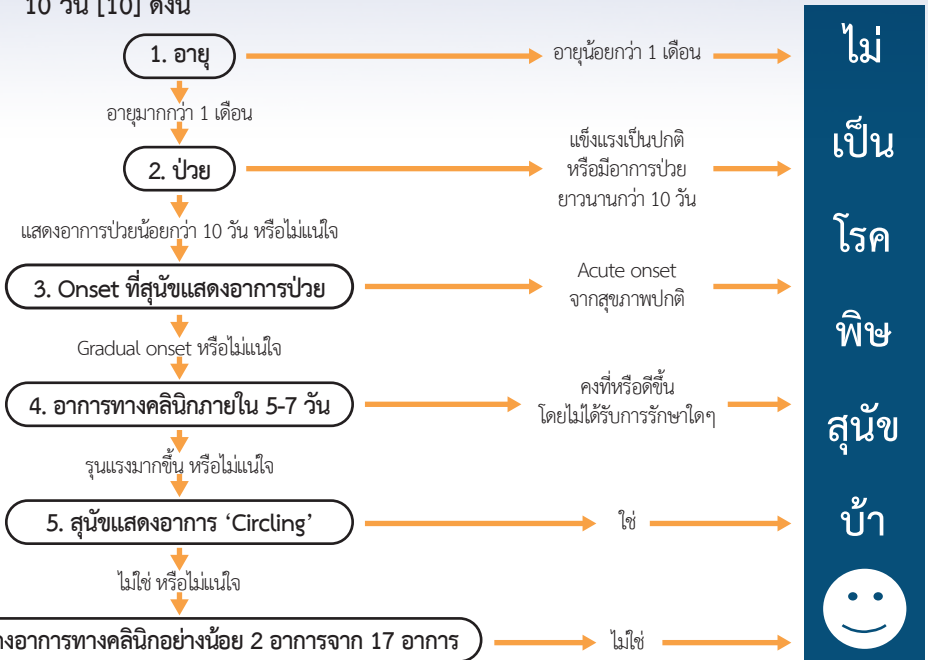 10 วัน [10] ดังนี้
1. อายุ
อายุน้อยกว่า 1 เดือน
อายุมากกว่า 1 เดือน
2. ป่วย
แข็งแรงเป็นปกติ
หรือมีอาการป่วย
ยาวนานกว่า 10 วัน
แสดงอาการป่วยน้อยกว่า 10 วัน หรือไม่แน่ใจ
3. Onset ที่สุนัขแสดงอาการป่วย
Acute onset
จากสุขภาพปกติ
Gradual onset หรือไม่แน่ใจ
4. อาการทางคลินิกภายใน 5-7 วัน
คงที่หรือดีขึ้น
โดยไม่ได้รับการรักษาใดๆ
รุนแรงมากขึ้น หรือไม่แน่ใจ
5. สุนัขแสดงอาการ ‘Circling’
ใช่
ไม่ใช่ หรือไม่แน่ใจ
งอาการทางคลินิกอย่างน้อย 2 อาการจาก 17 อาการ
ไม่ใช่
ไม่
เป็น
โรค
พิษ
สุนัข
บ้า